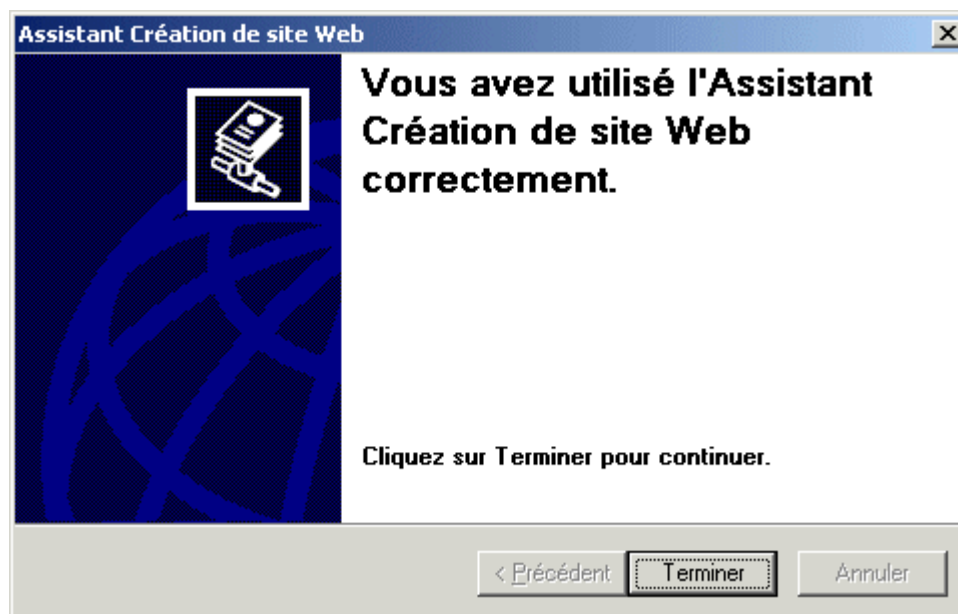 Assistant Création de site Web
Vous avez utilisé l'Assistant
Création de site Web
correctement.
Cliquez sur Terminer pour continuer.
< Précédent Terminer Annuler